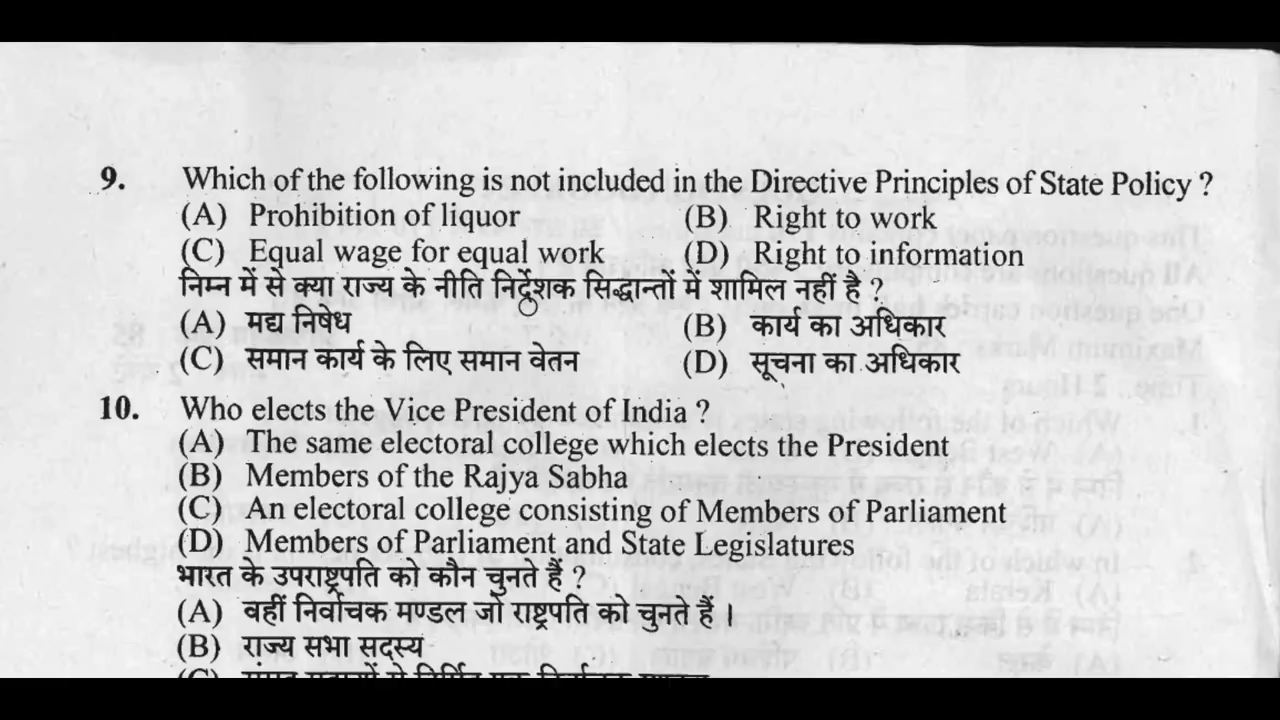 9. Which of the following is not included in the Directive Principles of State Policy ?
(A) Prohibition of liquor (B) Right to work
(C) Equal wage for equal work (D) Right to information
निम्न में से क्या राज्य के नीति निर्देशक सिद्धान्तो में शामिल नहीं है ?
(A) मद्य निषेध (B) कार्य का अधिकार
(C) समान कार्य के लिए समान वेतन (D) सूचना का अधिकार
10. Who elects the Vice President of India ?
(A) The same electoral college which elects the President
(B) Members of the Rajya Sabha
(C) An electoral college consisting of Members of Parliament
(D) Members of Parliament and State Legislatures
भारत के उपराष्ट्रपति को कौन चुनते हैं ?
(A) वहीं निर्वाचक मण्डल जो राष्ट्रपति को चुनते हैं ।
(B) राज्य सभा सदस्य